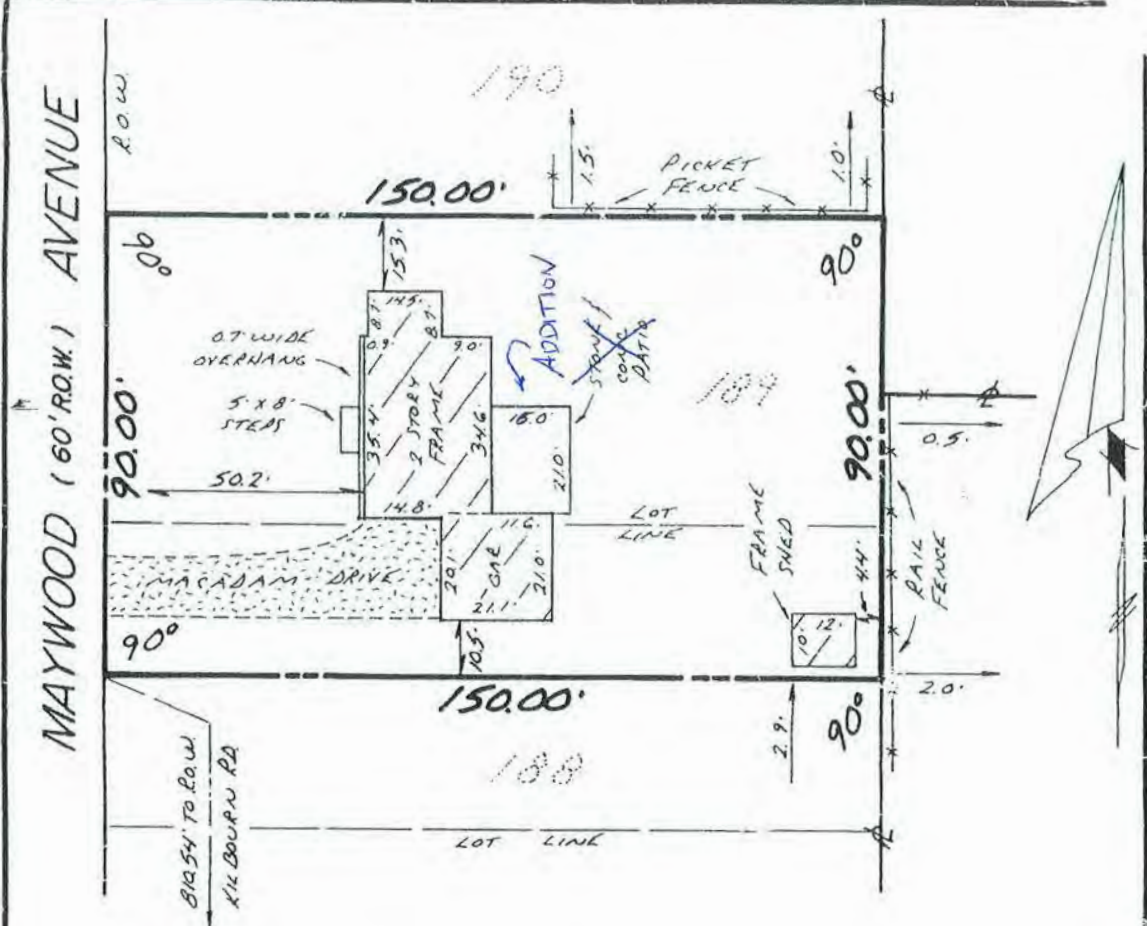 190
R.O.W.
MAYWOOD (60' R.O.W.) AVENUE
1.5'
PICKET
FENCE
1.0'
150.00'
90°
15.3'
90°
14.5'
8.7'
8.7'
0.9'
9.0'
0.7 WIDE
OVERHANG
5' X 8'
STEPS
ADDITION
STONE &
CONC
PATIO
189
90.00'
35.4'
2 STORY
FRAME
34.6'
16.0'
21.0'
90.00'
0.5'
50.2'
14.8'
LOT
LINE
MACADAM DRIVE
20.1'
11.6'
GAR
21.0'
21.1'
FRAME
SHED
4.4'
RAIL
FENCE
10'
12'
90°
10.5'
150.00'
2.9'
90°
2.0'
188
TO R.O.W.
KILBOURN RD.
LOT LINE